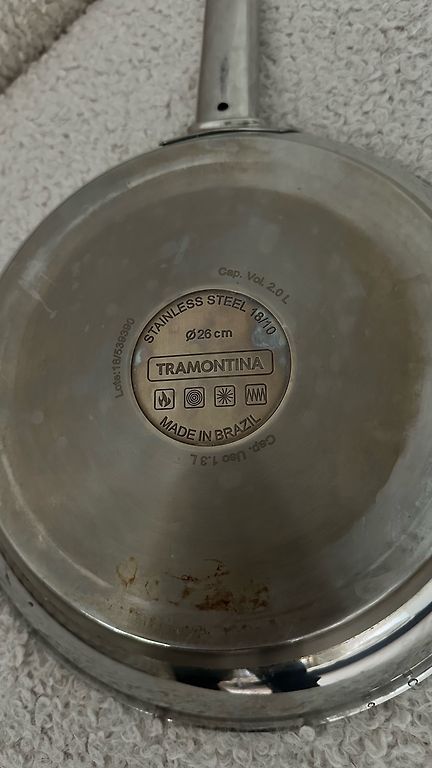 Cap. Vol. 2.0 L
Lote:18/539390
STAINLESS STEEL 18/10
Ø26cm
TRAMONTINA
MADE IN BRAZIL
Cap. Uso 1.3 L